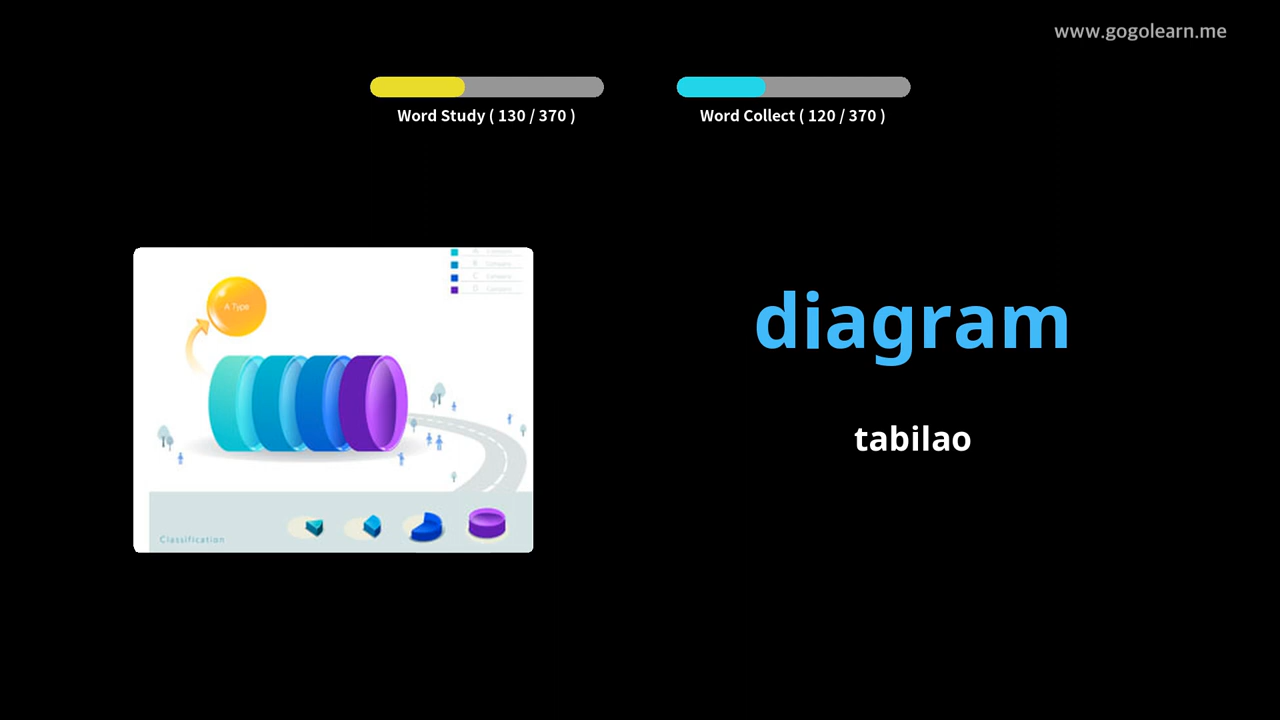 www.gogolearn.me
Word Study ( 130 / 370 )
Word Collect ( 120 / 370 )
A Type
B
C
D
Classification
diagram
tabilao